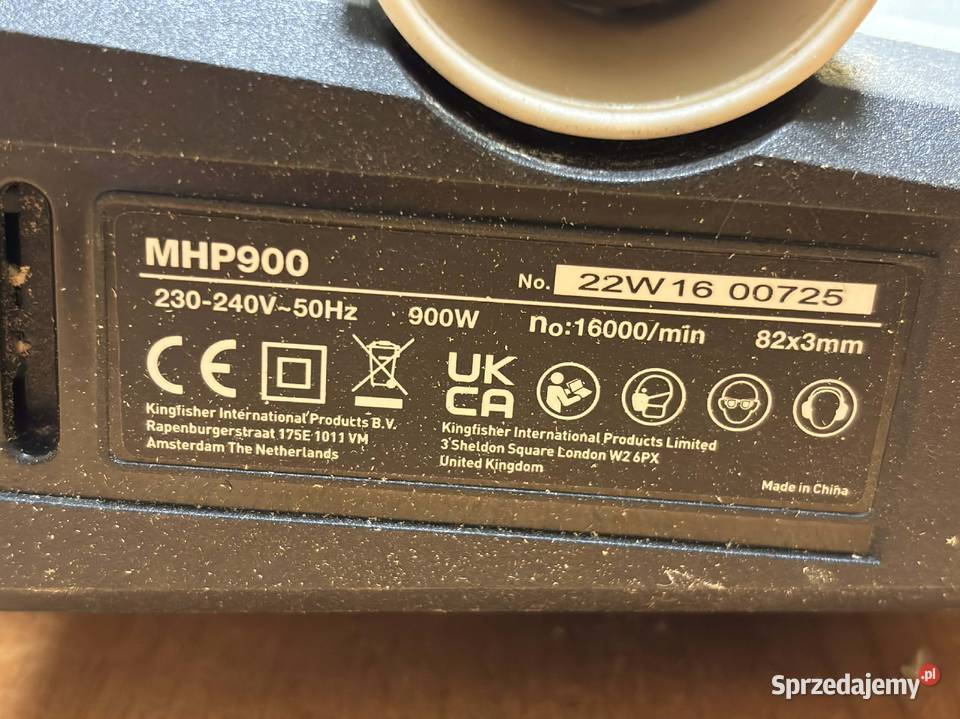 MHP900
No. 22W16 00725
230-240V~50Hz 900W no:16000/min 82x3mm
CE
UK
CA
Kingfisher International Products B.V.
Rapenburgerstraat 175E 1011 VM
Amsterdam The Netherlands
Kingfisher International Products Limited
3 Sheldon Square London W2 6PX
United Kingdom
Made in China
Sprzedajemy.pl